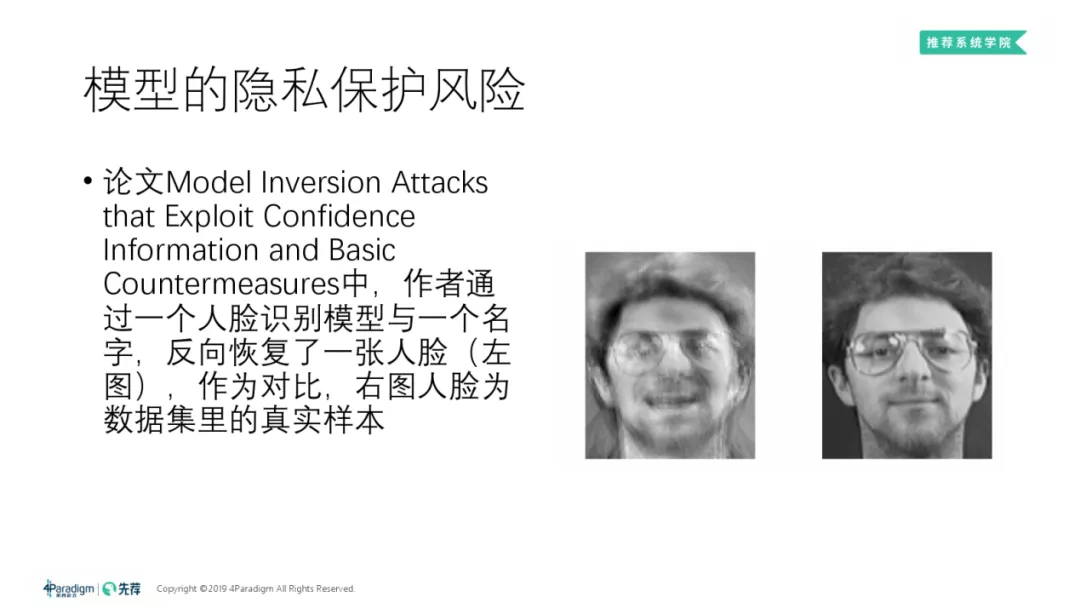 推荐系统学院
模型的隐私保护风险
• 论文Model Inversion Attacks
that Exploit Confidence
Information and Basic
Countermeasures中，作者通
过一个人脸识别模型与一个名
字，反向恢复了一张人脸（左
图），作为对比，右图人脸为
数据集里的真实样本
4Paradigm 第四范式 | 先荐 Copyright ©2019 4Paradigm All Rights Reserved.